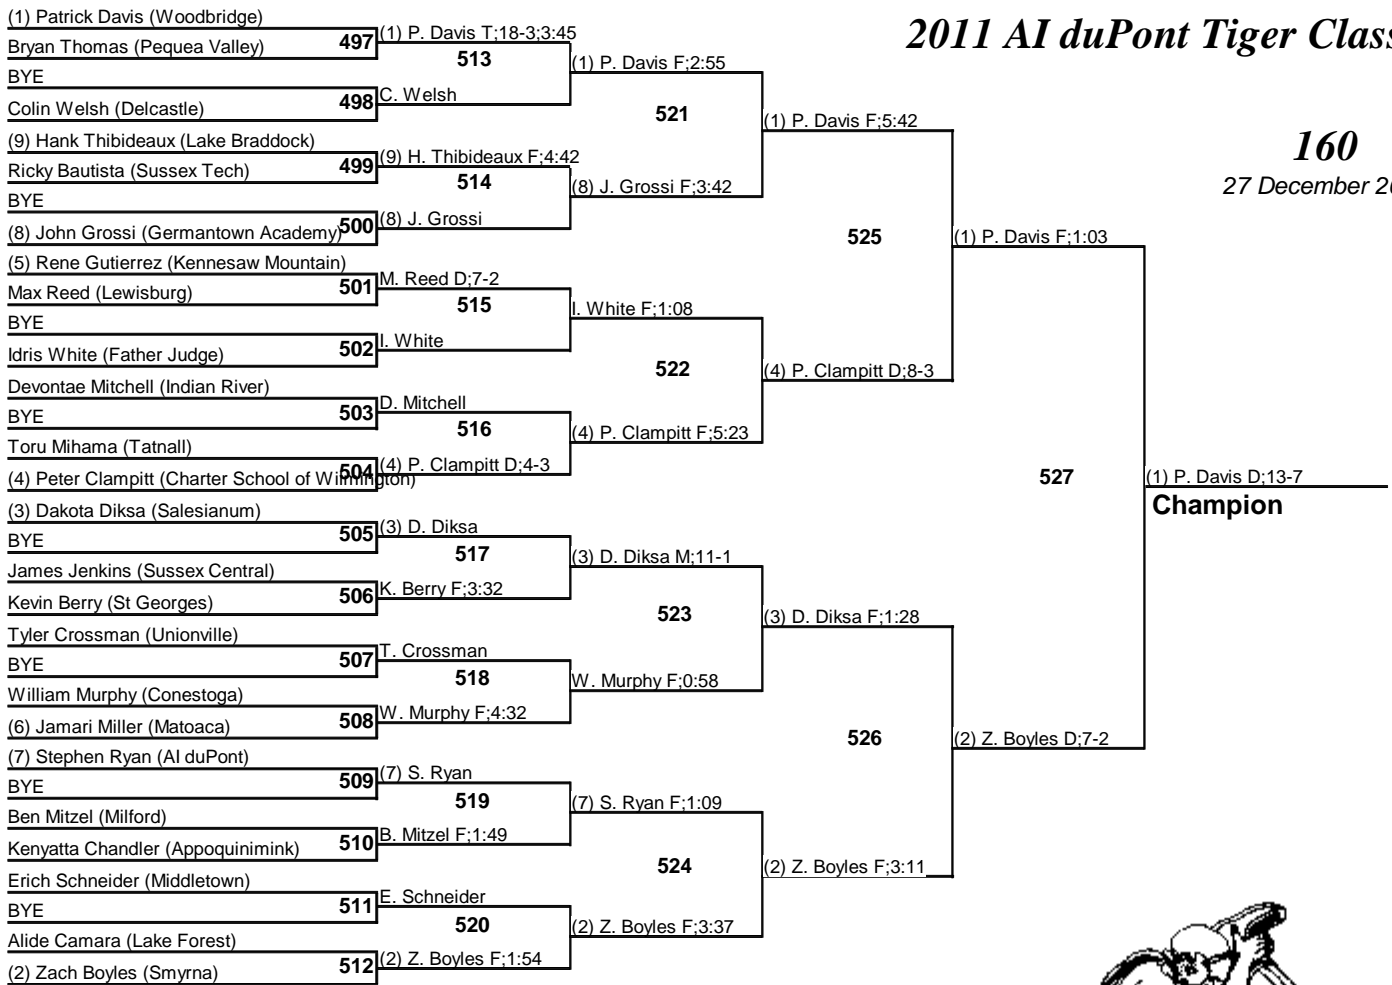 2011 AI duPont Tiger Clas
160
27 December 2
(1) Patrick Davis (Woodbridge)
Bryan Thomas (Pequea Valley)
BYE
Colin Welsh (Delcastle)
(9) Hank Thibideaux (Lake Braddock)
Ricky Bautista (Sussex Tech)
BYE
(8) John Grossi (Germantown Academy)
(5) Rene Gutierrez (Kennesaw Mountain)
Max Reed (Lewisburg)
BYE
Idris White (Father Judge)
Devontae Mitchell (Indian River)
BYE
Toru Mihama (Tatnall)
(4) Peter Clampitt (Charter School of Wilmington)
(3) Dakota Diksa (Salesianum)
BYE
James Jenkins (Sussex Central)
Kevin Berry (St Georges)
Tyler Crossman (Unionville)
BYE
William Murphy (Conestoga)
(6) Jamari Miller (Matoaca)
(7) Stephen Ryan (AI duPont)
BYE
Ben Mitzel (Milford)
Kenyatta Chandler (Appoquinimink)
Erich Schneider (Middletown)
BYE
Alide Camara (Lake Forest)
(2) Zach Boyles (Smyrna)
497
498
499
500
501
502
503
504
505
506
507
508
509
510
511
512
(1) P. Davis T;18-3;3:45
C. Welsh
(9) H. Thibideaux F;4:42
(8) J. Grossi
M. Reed D;7-2
I. White
D. Mitchell
(4) P. Clampitt D;4-3
(3) D. Diksa
K. Berry F;3:32
T. Crossman
W. Murphy F;4:32
(7) S. Ryan
B. Mitzel F;1:49
E. Schneider
(2) Z. Boyles F;1:54
513
514
515
516
517
518
519
520
(1) P. Davis F;2:55
(8) J. Grossi F;3:42
I. White F;1:08
(4) P. Clampitt F;5:23
(3) D. Diksa M;11-1
W. Murphy F;0:58
(7) S. Ryan F;1:09
(2) Z. Boyles F;3:37
521
522
523
524
(1) P. Davis F;5:42
(4) P. Clampitt D;8-3
(3) D. Diksa F;1:28
(2) Z. Boyles F;3:11
525
526
(1) P. Davis F;1:03
(2) Z. Boyles D;7-2
527
(1) P. Davis D;13-7
Champion